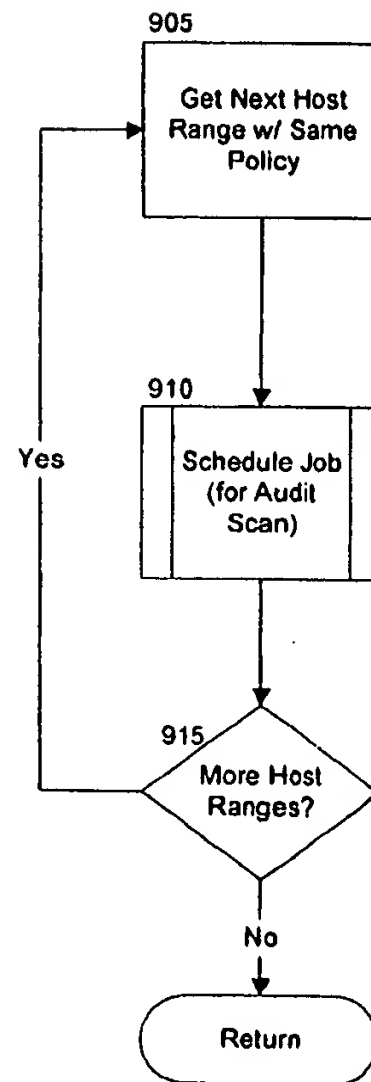 905
Get Next Host
Range w/ Same
Policy
910
Schedule Job
(for Audit
Scan)
Yes
915
More Host
Ranges?
No
Return